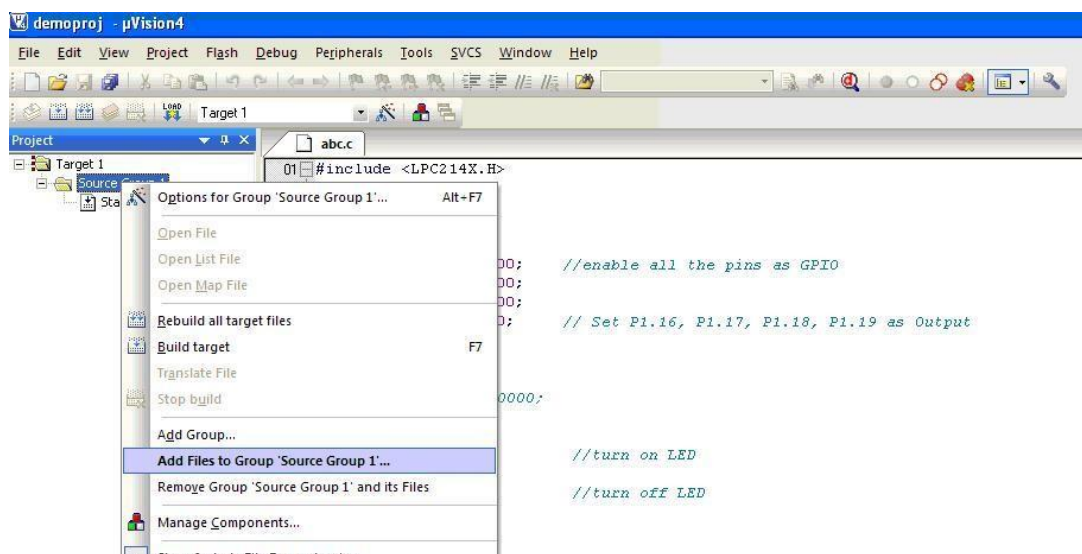 demoproj - µVision4
File Edit View Project Flash Debug Peripherals Tools SVCS Window Help
LOAD Target 1
Project
abc.c
Target 1
01 #include <LPC214X.H>
Source Group 1
Sta
Options for Group 'Source Group 1'... Alt+F7
Open File
Open List File
00; //enable all the pins as GPIO
Open Map File
00;
00;
Rebuild all target files
0; // Set P1.16, P1.17, P1.18, P1.19 as Output
Build target F7
Translate File
Stop build
0000;
Add Group...
Add Files to Group 'Source Group 1'...
//turn on LED
Remove Group 'Source Group 1' and its Files
//turn off LED
Manage Components...